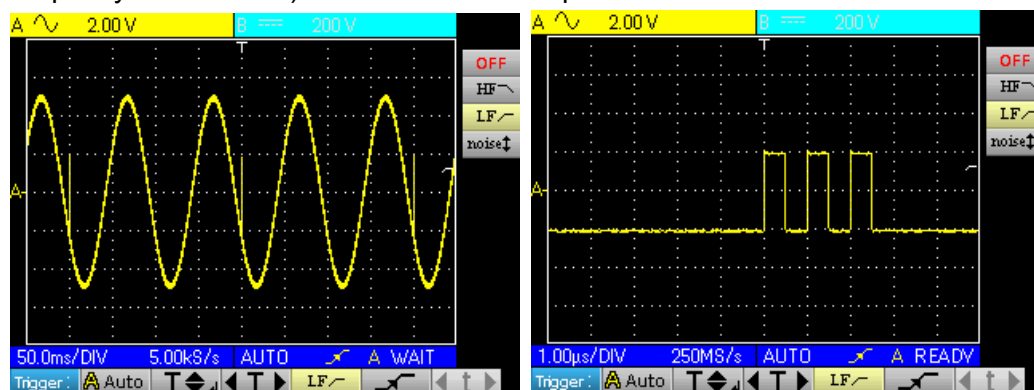 A 2.00 V B 200 V
OFF
HF
LF
noise
A
T
50.0ms/DIV 5.00kS/s AUTO A WAIT
Trigger: A Auto T T LF t
A 2.00 V B 200 V
OFF
HF
LF
noise
A
T
1.00µs/DIV 250MS/s AUTO A READY
Trigger: A Auto T T LF t